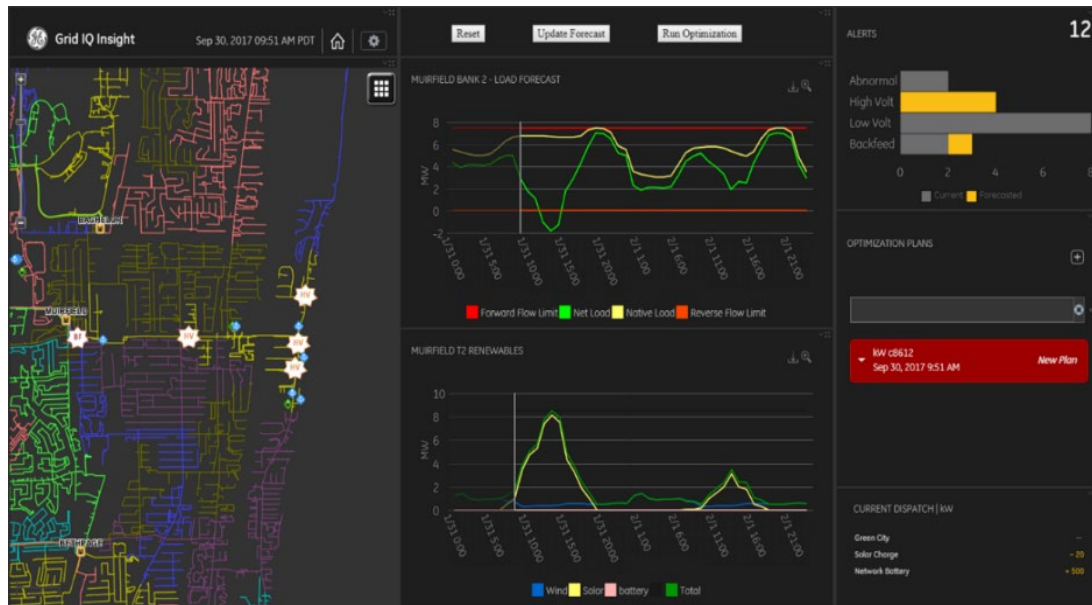 Grid IQ Insight
Sep 30, 2017 09:51 AM PDT
BF
HV
HV
HV
HV
MUIRFIELD
BETHPAGE
Reset
Update Forecast
Run Optimization
MUIRFIELD BANK 2 - LOAD FORECAST
8
6
4
2
0
-2
MW
1/31 0:00
1/31 5:00
1/31 10:00
1/31 15:00
1/31 20:00
2/1 1:00
2/1 6:00
2/1 11:00
2/1 16:00
2/1 21:00
Forward Flow Limit
Net Load
Native Load
Reverse Flow Limit
MUIRFIELD T2 RENEWABLES
10
8
6
4
2
0
MW
1/31 0:00
1/31 5:00
1/31 10:00
1/31 15:00
1/31 20:00
2/1 1:00
2/1 6:00
2/1 11:00
2/1 16:00
2/1 21:00
Wind
Solar
battery
Total
ALERTS
12
Abnormal
High Volt
Low Volt
Backfeed
0 2 4 6 8
Current
Forecasted
OPTIMIZATION PLANS
kW c8612
Sep 30, 2017 9:51 AM
New Plan
CURRENT DISPATCH | kW
Green City --
Solar Charge - 20
Network Battery + 500